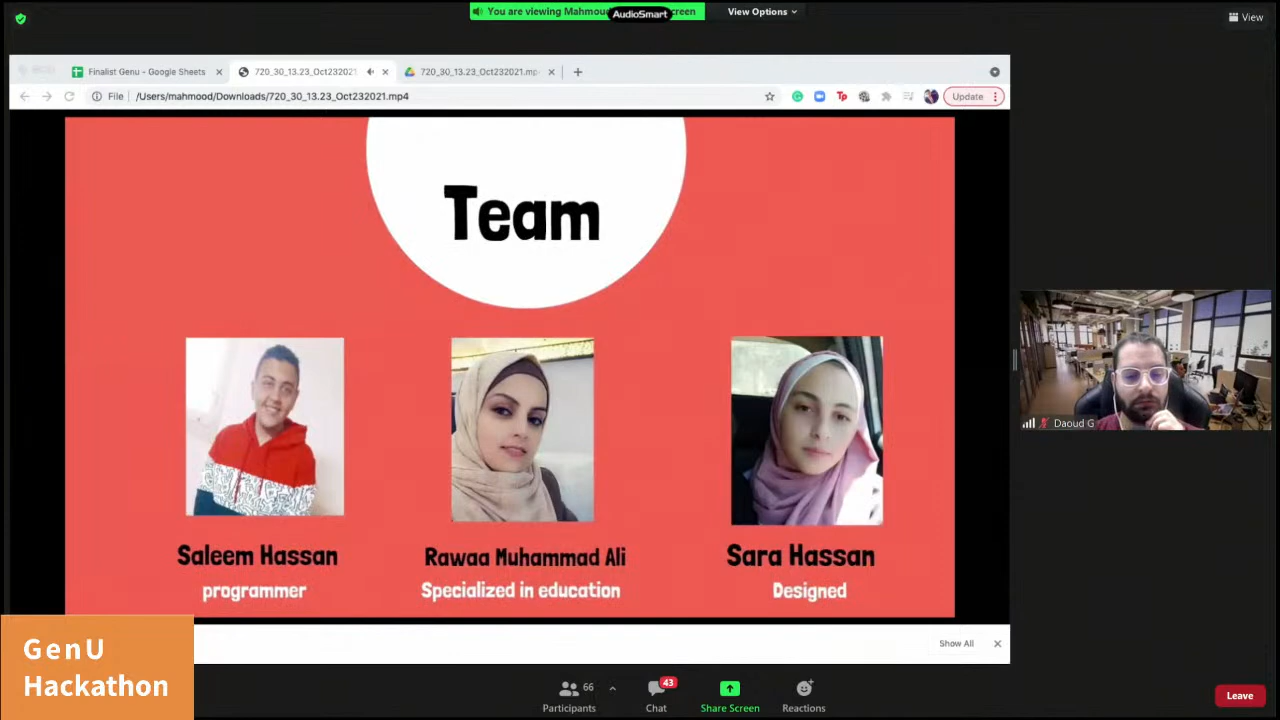 You are viewing Mahmoud
AudioSmart
creen
View Options
View
Finalist Genu - Google Sheets
720_30_13.23_Oct232021
720_30_13.23_Oct232021.mp
File
/Users/mahmood/Downloads/720_30_13.23_Oct232021.mp4
Tp
Update
Team
Saleem Hassan
programmer
Rawaa Muhammad Ali
Specialized in education
Sara Hassan
Designed
Daoud G
Show All
GenU
Hackathon
66
Participants
43
Chat
Share Screen
Reactions
Leave